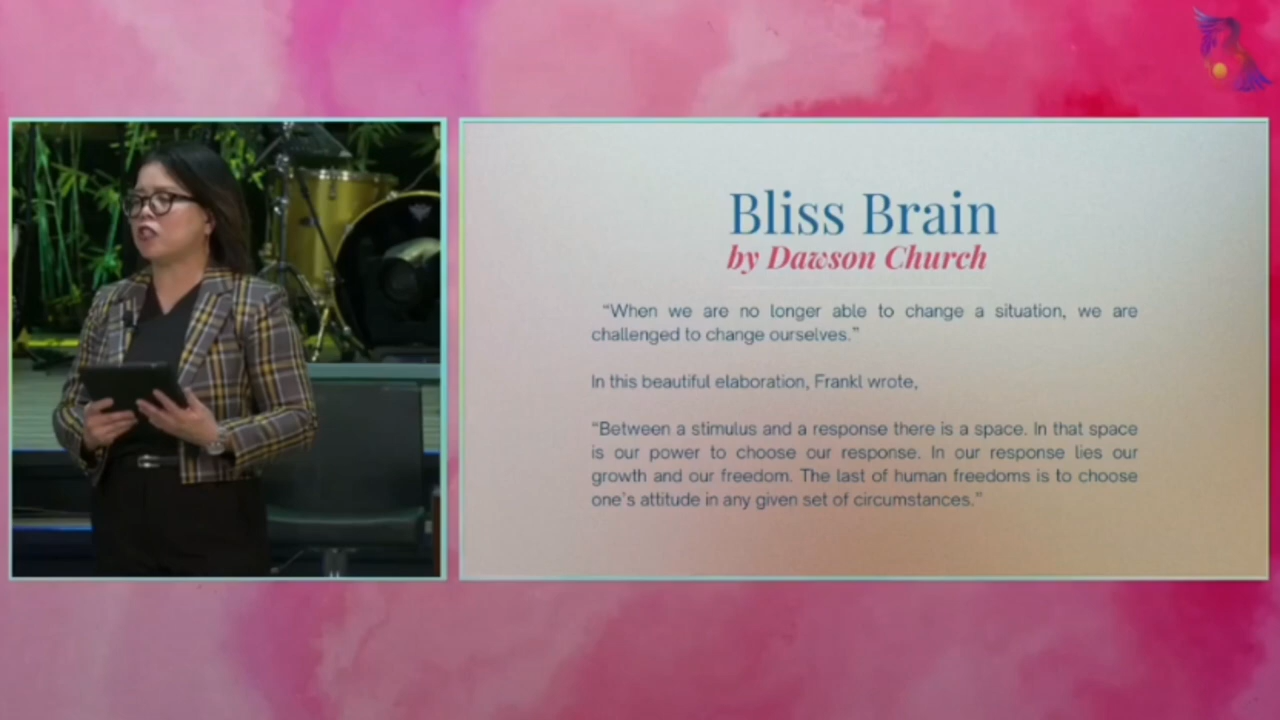 Bliss Brain
by Dawson Church
“When we are no longer able to change a situation, we are
challenged to change ourselves.”
In this beautiful elaboration, Frankl wrote,
“Between a stimulus and a response there is a space. In that space
is our power to choose our response. In our response lies our
growth and our freedom. The last of human freedoms is to choose
one’s attitude in any given set of circumstances.”